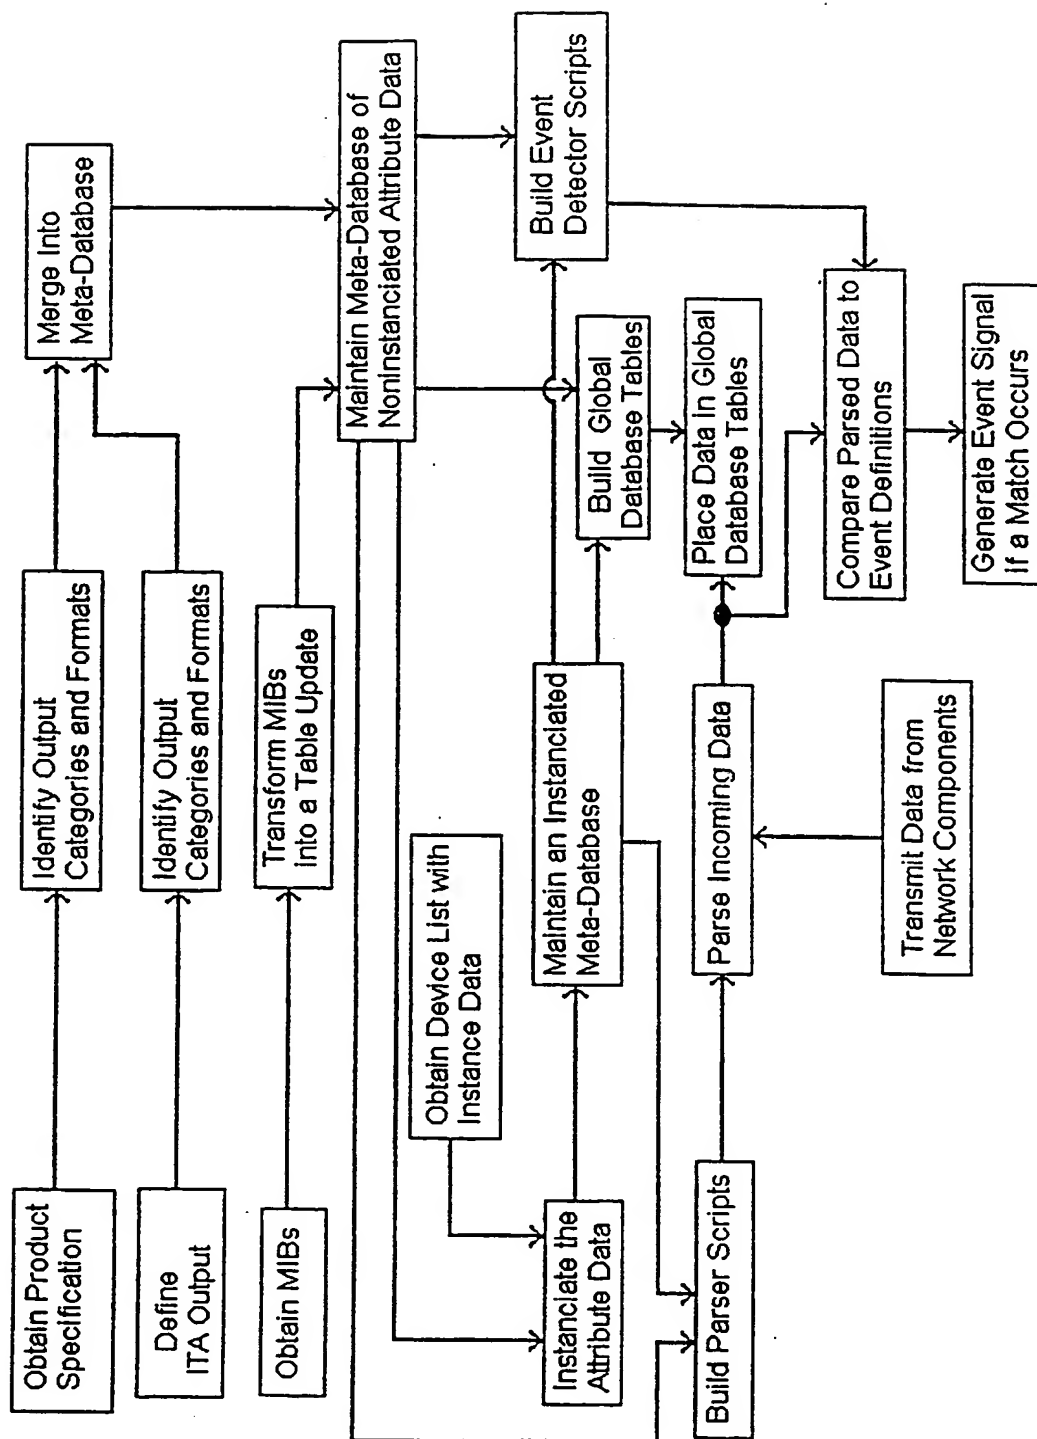 Obtain Product
Specification
Identify Output
Categories and Formats
Merge Into
Meta-Database
Define
ITA Output
Identify Output
Categories and Formats
Obtain MIBs
Transform MIBs
into a Table Update
Maintain Meta-Database of
Noninstanciated Attribute Data
Obtain Device List with
Instance Data
Instanciate the
Attribute Data
Maintain an Instanciated
Meta-Database
Build Global
Database Tables
Build Event
Detector Scripts
Build Parser Scripts
Parse Incoming Data
Place Data in Global
Database Tables
Transmit Data from
Network Components
Compare Parsed Data to
Event Definitions
Generate Event Signal
If a Match Occurs